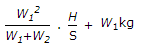 W₁²/(W₁+W₂) · H/S + W₁kg